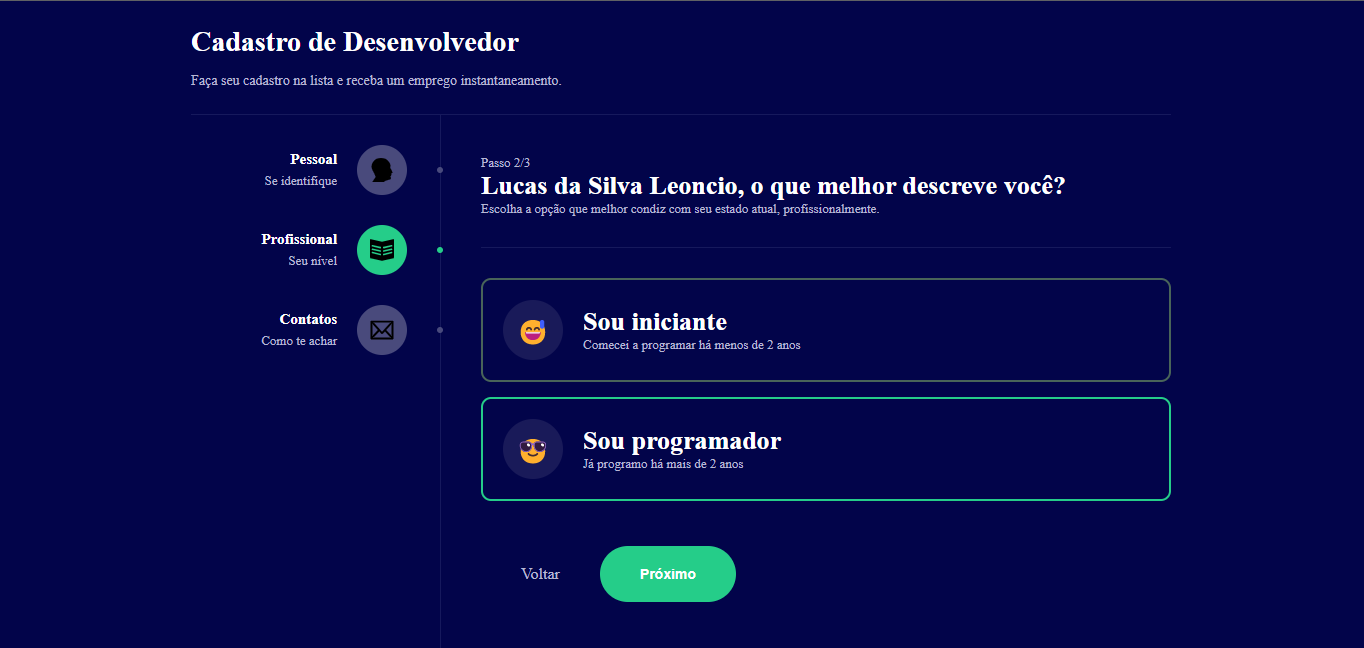 Cadastro de Desenvolvedor
Faça seu cadastro na lista e receba um emprego instantaneamento.
Pessoal
Se identifique
Profissional
Seu nível
Contatos
Como te achar
Passo 2/3
Lucas da Silva Leoncio, o que melhor descreve você?
Escolha a opção que melhor condiz com seu estado atual, profissionalmente.
Sou iniciante
Comecei a programar há menos de 2 anos
Sou programador
Já programo há mais de 2 anos
Voltar
Próximo